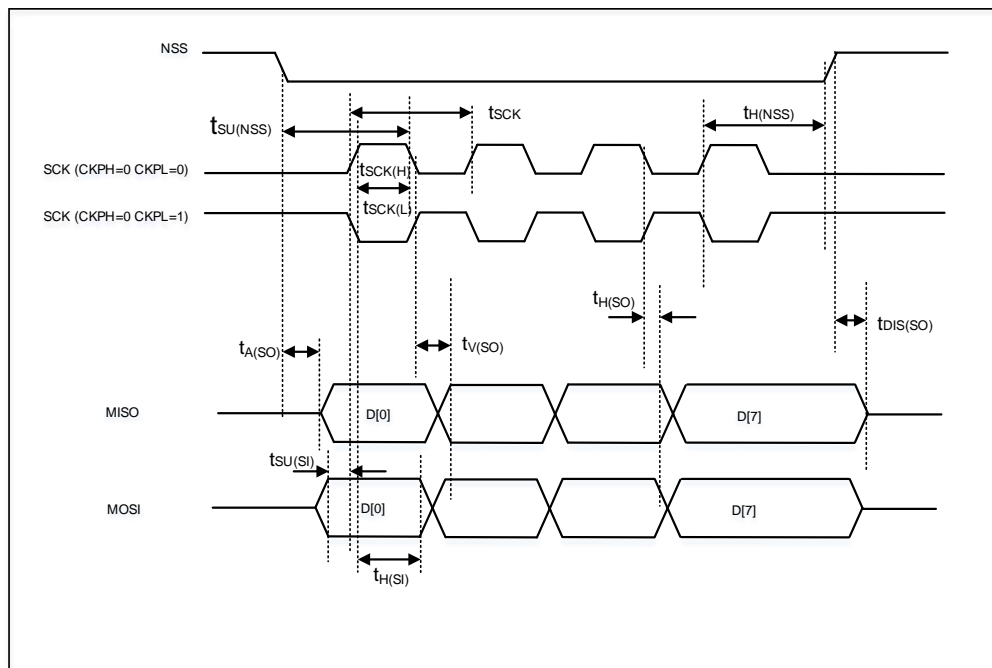 NSS
tSCK
tSU(NSS)
tH(NSS)
SCK (CKPH=0 CKPL=0)
tSCK(H)
tSCK(L)
SCK (CKPH=0 CKPL=1)
tH(SO)
tDIS(SO)
tA(SO)
tV(SO)
MISO
D[0]
D[7]
tSU(SI)
MOSI
D[0]
D[7]
tH(SI)